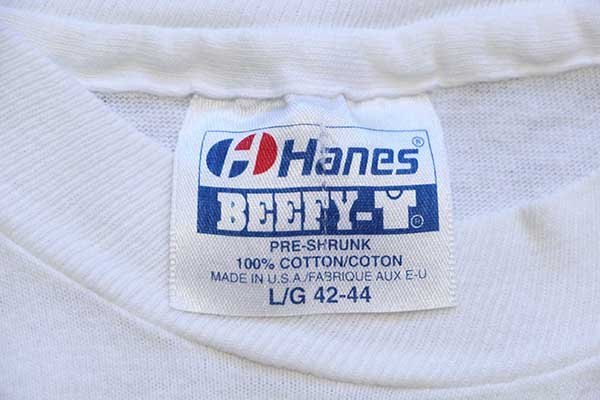 Hanes®
BEEFY-T®
PRE-SHRUNK
100% COTTON/COTON
MADE IN U.S.A./FABRIQUE AUX E-U
L/G 42-44